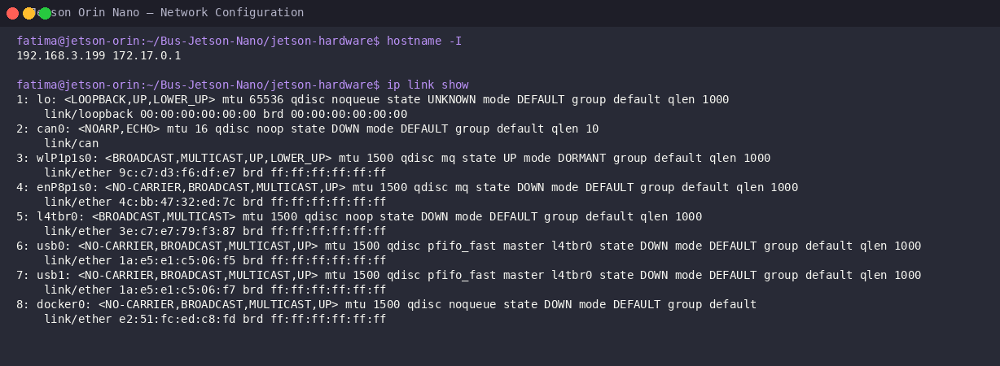 Jetson Orin Nano — Network Configuration
fatima@jetson-orin:~/Bus-Jetson-Nano/jetson-hardware$ hostname -I
192.168.3.199 172.17.0.1
fatima@jetson-orin:~/Bus-Jetson-Nano/jetson-hardware$ ip link show
1: lo: <LOOPBACK,UP,LOWER_UP> mtu 65536 qdisc noqueue state UNKNOWN mode DEFAULT group default qlen 1000
    link/loopback 00:00:00:00:00:00 brd 00:00:00:00:00:00
2: can0: <NOARP,ECHO> mtu 16 qdisc noop state DOWN mode DEFAULT group default qlen 10
    link/can
3: wlP1p1s0: <BROADCAST,MULTICAST,UP,LOWER_UP> mtu 1500 qdisc mq state UP mode DORMANT group default qlen 1000
    link/ether 9c:c7:d3:f6:df:e7 brd ff:ff:ff:ff:ff:ff
4: enP8p1s0: <NO-CARRIER,BROADCAST,MULTICAST,UP> mtu 1500 qdisc mq state DOWN mode DEFAULT group default qlen 1000
    link/ether 4c:bb:47:32:ed:7c brd ff:ff:ff:ff:ff:ff
5: l4tbr0: <BROADCAST,MULTICAST> mtu 1500 qdisc noop state DOWN mode DEFAULT group default qlen 1000
    link/ether 3e:c7:e7:79:f3:87 brd ff:ff:ff:ff:ff:ff
6: usb0: <NO-CARRIER,BROADCAST,MULTICAST,UP> mtu 1500 qdisc pfifo_fast master l4tbr0 state DOWN mode DEFAULT group default qlen 1000
    link/ether 1a:e5:e1:c5:06:f5 brd ff:ff:ff:ff:ff:ff
7: usb1: <NO-CARRIER,BROADCAST,MULTICAST,UP> mtu 1500 qdisc pfifo_fast master l4tbr0 state DOWN mode DEFAULT group default qlen 1000
    link/ether 1a:e5:e1:c5:06:f7 brd ff:ff:ff:ff:ff:ff
8: docker0: <NO-CARRIER,BROADCAST,MULTICAST,UP> mtu 1500 qdisc noqueue state DOWN mode DEFAULT group default
    link/ether e2:51:fc:ed:c8:fd brd ff:ff:ff:ff:ff:ff